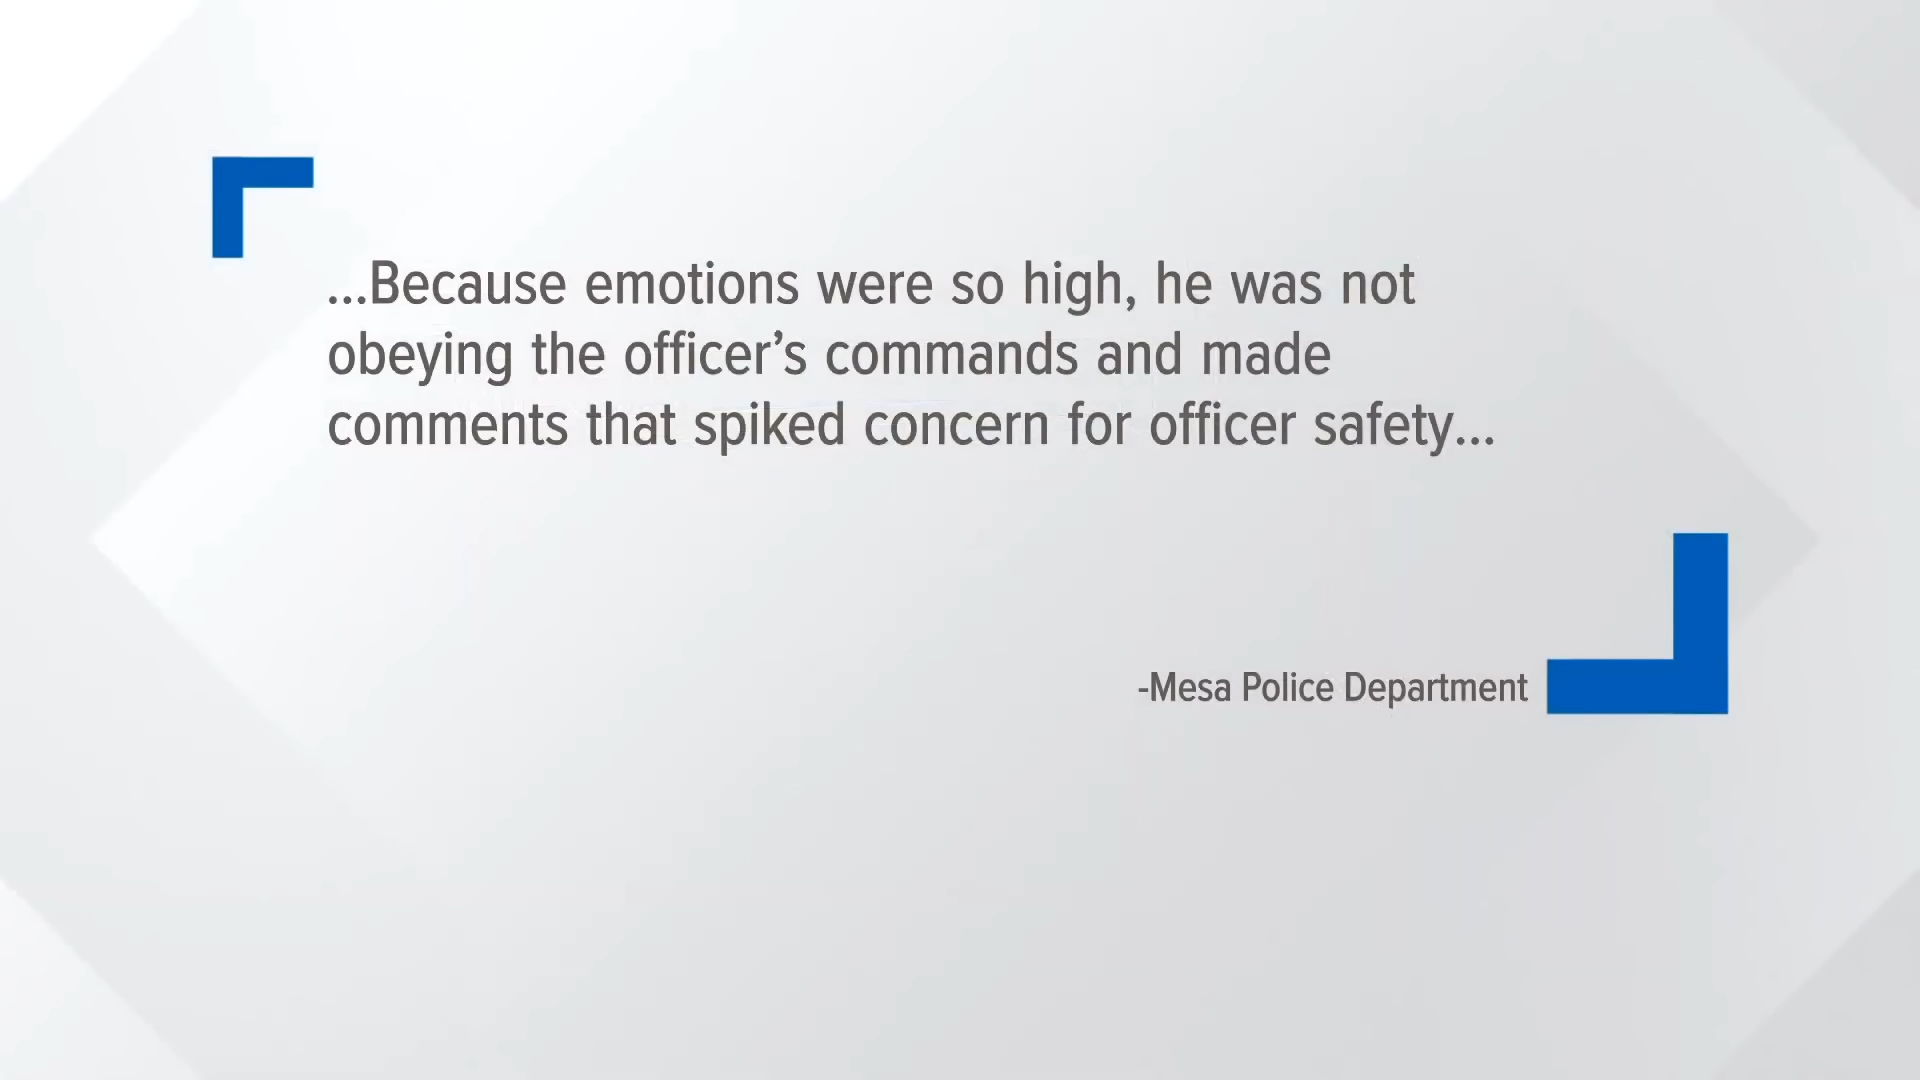 ...Because emotions were so high, he was not
obeying the officer’s commands and made
comments that spiked concern for officer safety...
-Mesa Police Department